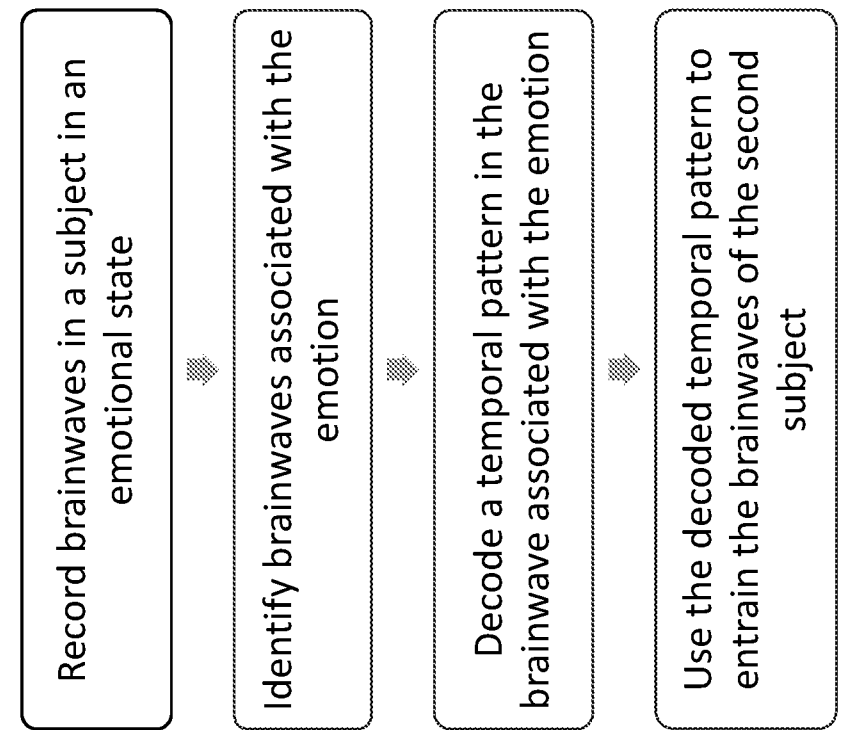 Record brainwaves in a subject in an
emotional state
Identify brainwaves associated with the
emotion
Decode a temporal pattern in the
brainwave associated with the emotion
Use the decoded temporal pattern to
entrain the brainwaves of the second
subject